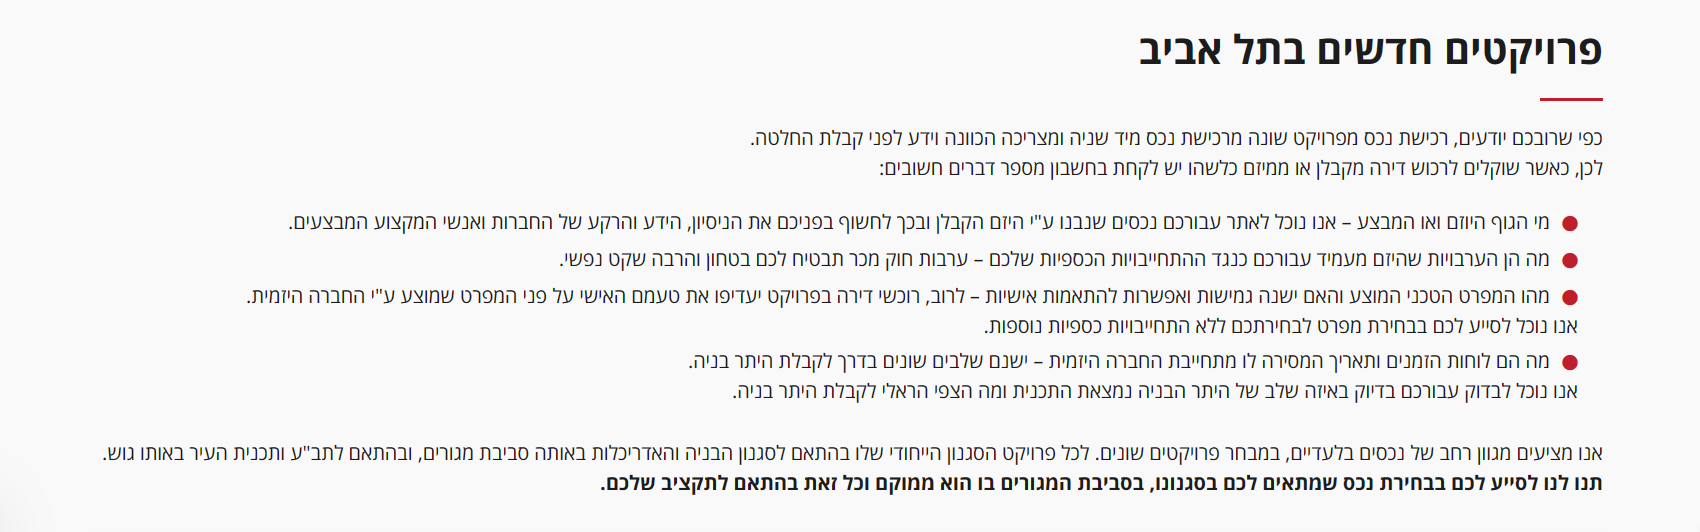 פרויקטים חדשים בתל אביב
כפי שרובכם יודעים, רכישת נכס מפרויקט שונה מרכישת נכס מיד שניה ומצריכה הכוונה וידע לפני קבלת החלטה.
לכן, כאשר שוקלים לרכוש דירה מקבלן או ממיזם כלשהו יש לקחת בחשבון מספר דברים חשובים:
● מי הגוף היוזם ואו המבצע – אנו נוכל לאתר עבורכם נכסים שנבנו ע"י היזם הקבלן ובכך לחשוף בפניכם את הניסיון, הידע והרקע של החברות ואנשי המקצוע המבצעים.
● מה הן הערבויות שהיזם מעמיד עבורכם כנגד ההתחייבויות הכספיות שלכם – ערבות חוק מכר תבטיח לכם בטחון והרבה שקט נפשי.
● מהו המפרט הטכני המוצע והאם ישנה גמישות ואפשרות להתאמות אישיות – לרוב, רוכשי דירה בפרויקט יעדיפו את טעמם האישי על פני המפרט שמוצע ע"י החברה היזמית.
אנו נוכל לסייע לכם בבחירת מפרט לבחירתכם ללא התחייבויות כספיות נוספות.
● מה הם לוחות הזמנים ותאריך המסירה לו מתחייבת החברה היזמית – ישנם שלבים שונים בדרך לקבלת היתר בניה.
אנו נוכל לבדוק עבורכם בדיוק באיזה שלב של היתר הבניה נמצאת התכנית ומה הצפי הראלי לקבלת היתר בניה.
אנו מציעים מגוון רחב של נכסים בלעדיים, במבחר פרויקטים שונים. לכל פרויקט הסגנון הייחודי שלו בהתאם לסגנון הבניה והאדריכלות באותה סביבת מגורים, ובהתאם לתב"ע ותכנית העיר באותו גוש.
תנו לנו לסייע לכם בבחירת נכס שמתאים לכם בסגנונו, בסביבת המגורים בו הוא ממוקם וכל זאת בהתאם לתקציב שלכם.